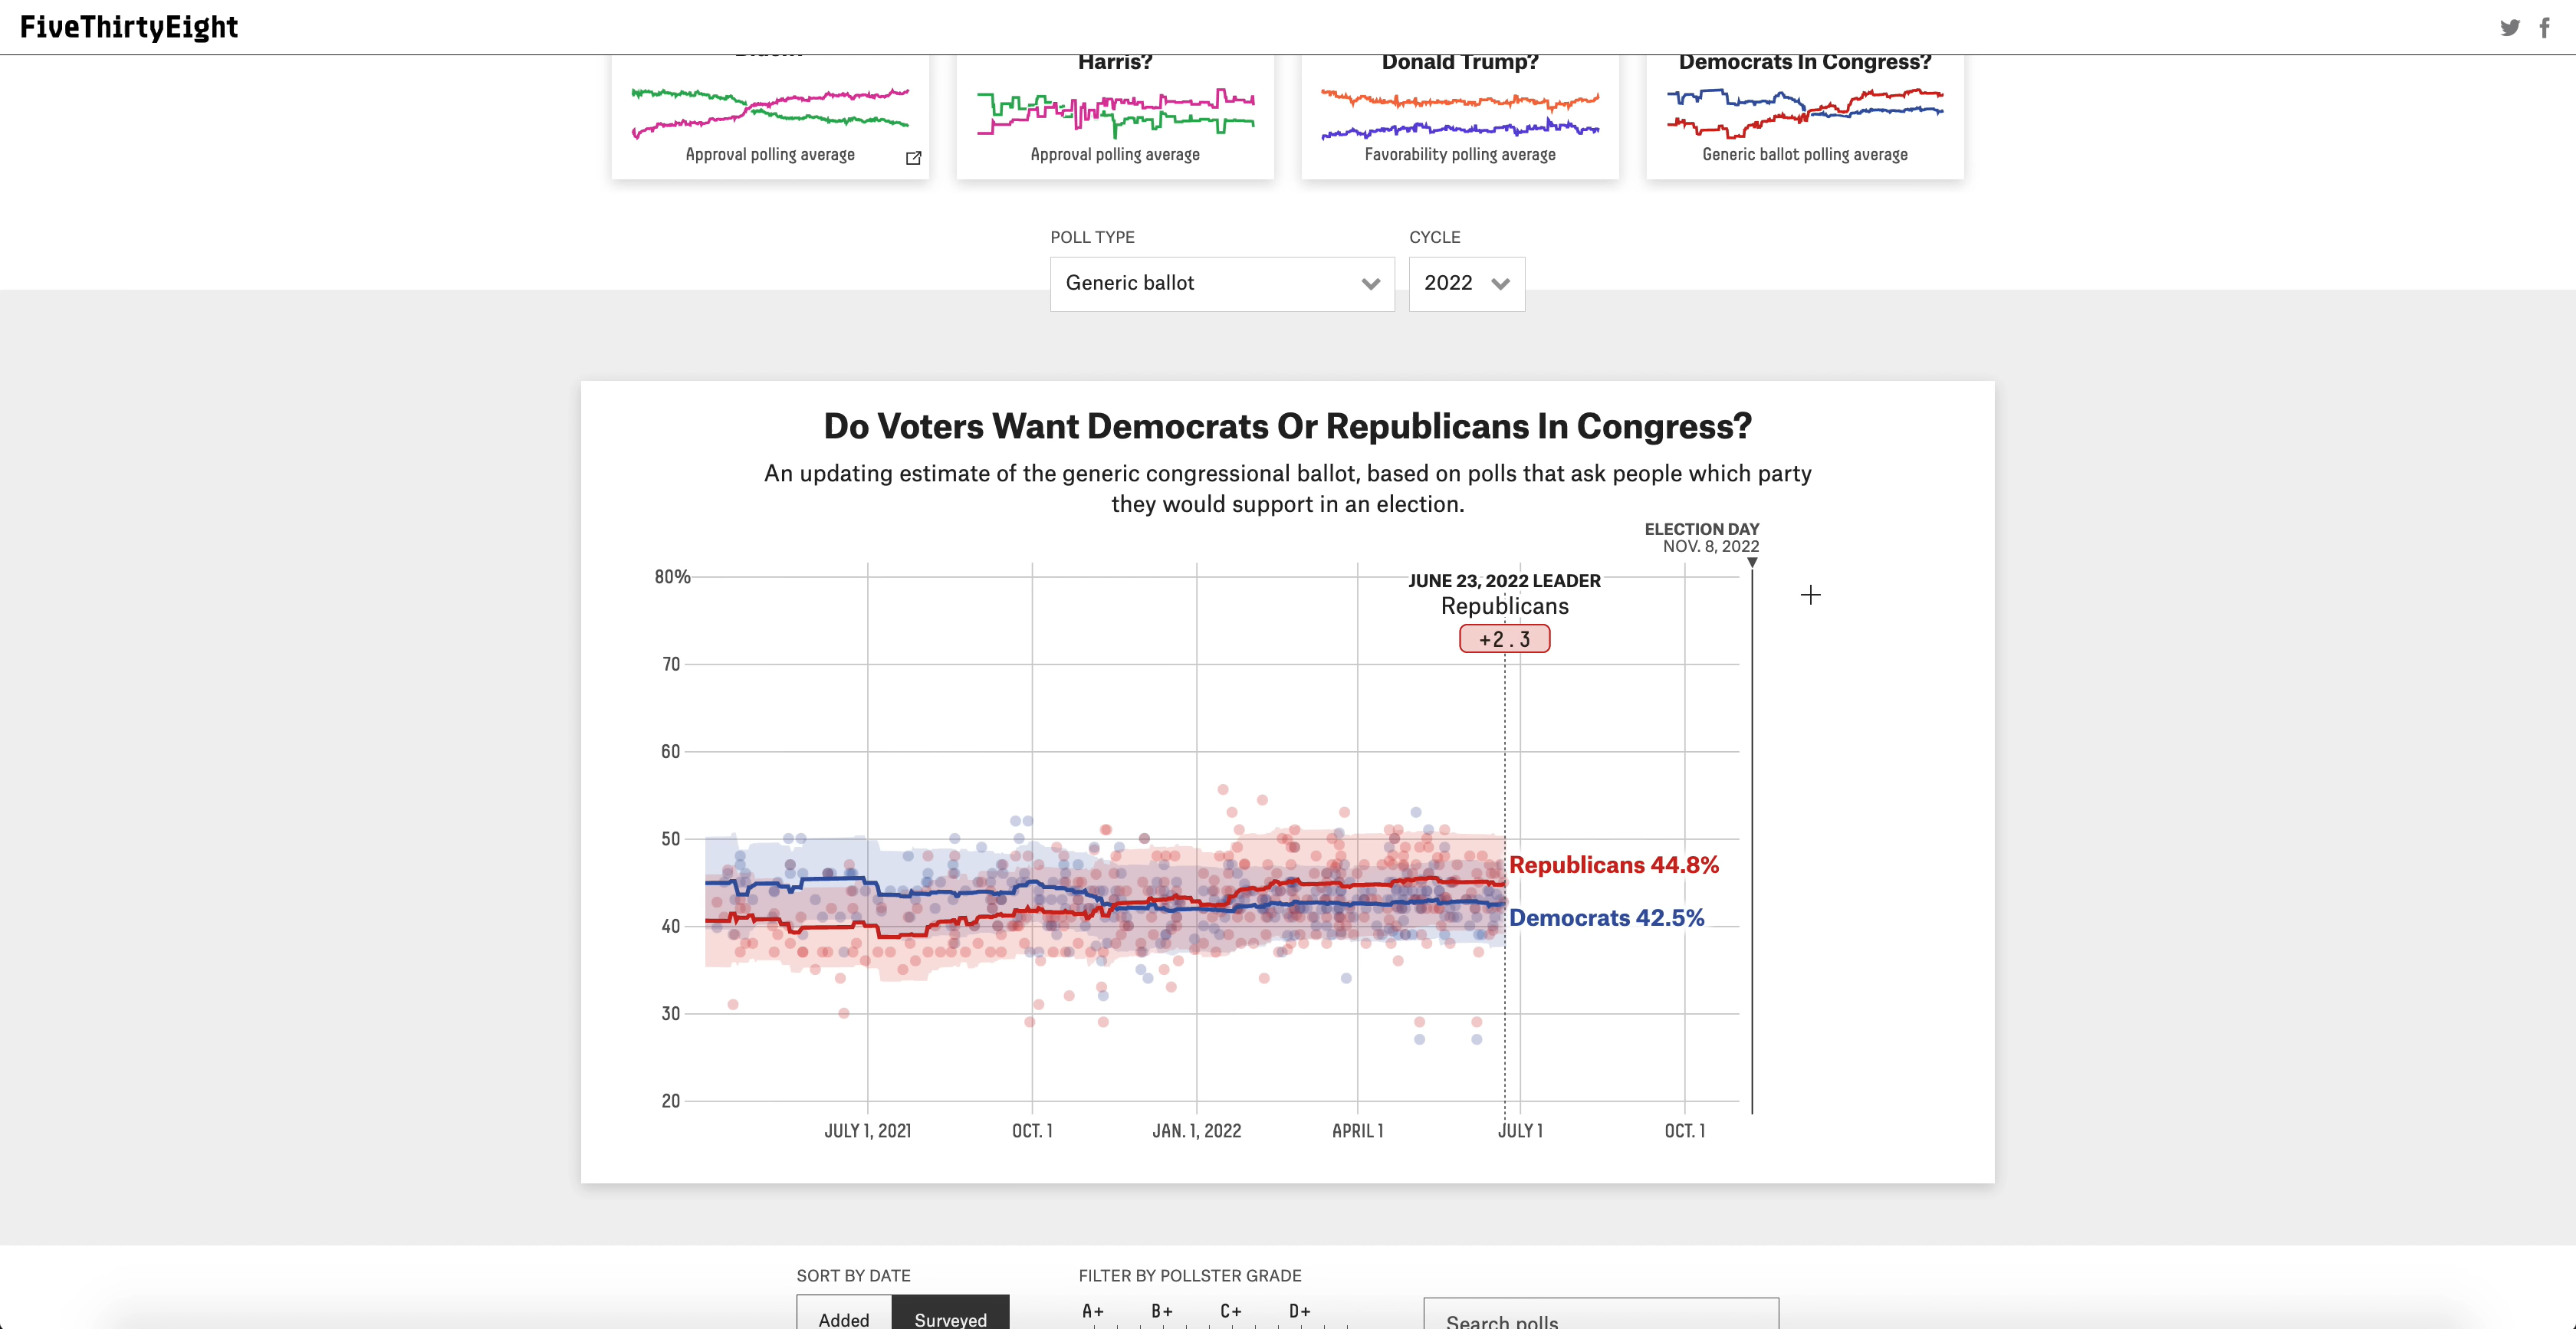 FiveThirtyEight
Harris?
Donald Trump?
Democrats In Congress?
Approval polling average
Approval polling average
Favorability polling average
Generic ballot polling average
POLL TYPE
CYCLE
Generic ballot
2022
Do Voters Want Democrats Or Republicans In Congress?
An updating estimate of the generic congressional ballot, based on polls that ask people which party
they would support in an election.
ELECTION DAY
NOV. 8, 2022
80%
JUNE 23, 2022 LEADER
Republicans
+2.3
70
60
50
Republicans 44.8%
Democrats 42.5%
40
30
20
JULY 1, 2021
OCT. 1
JAN. 1, 2022
APRIL 1
JULY 1
OCT. 1
SORT BY DATE
FILTER BY POLLSTER GRADE
A+
B+
C+
D+
Added
Surveyed
Search polls